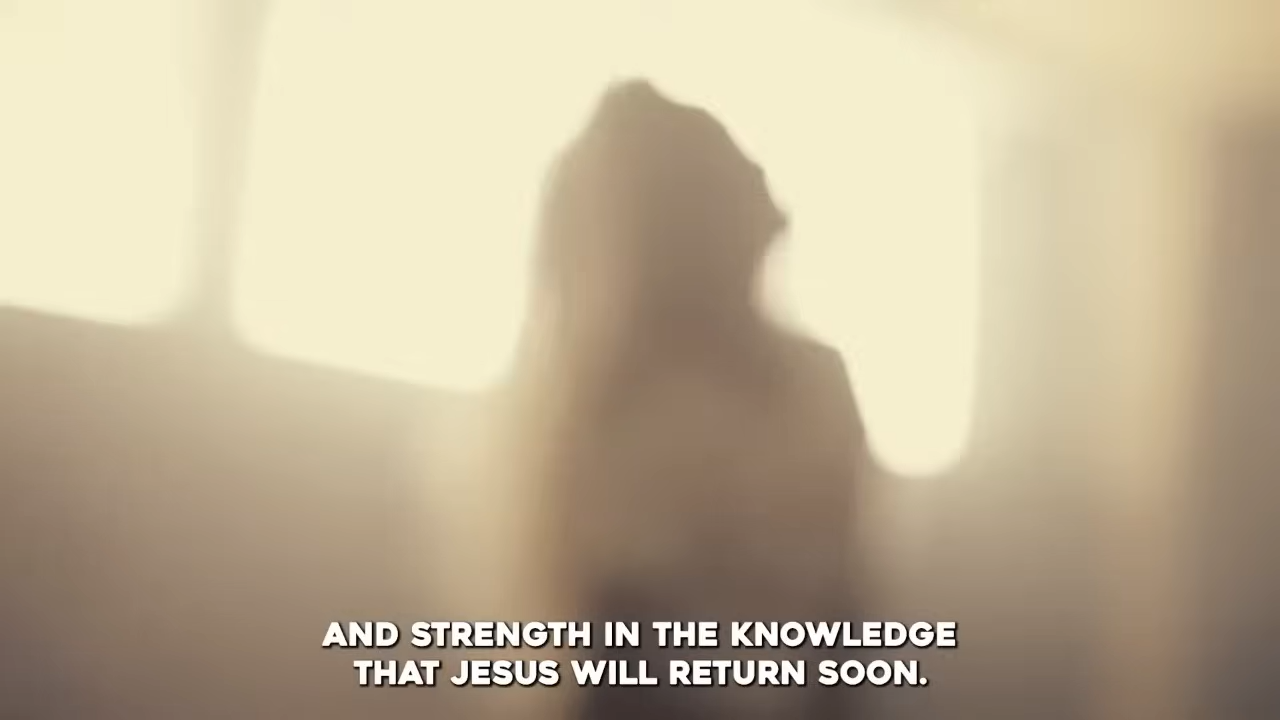 AND STRENGTH IN THE KNOWLEDGE
THAT JESUS WILL RETURN SOON.